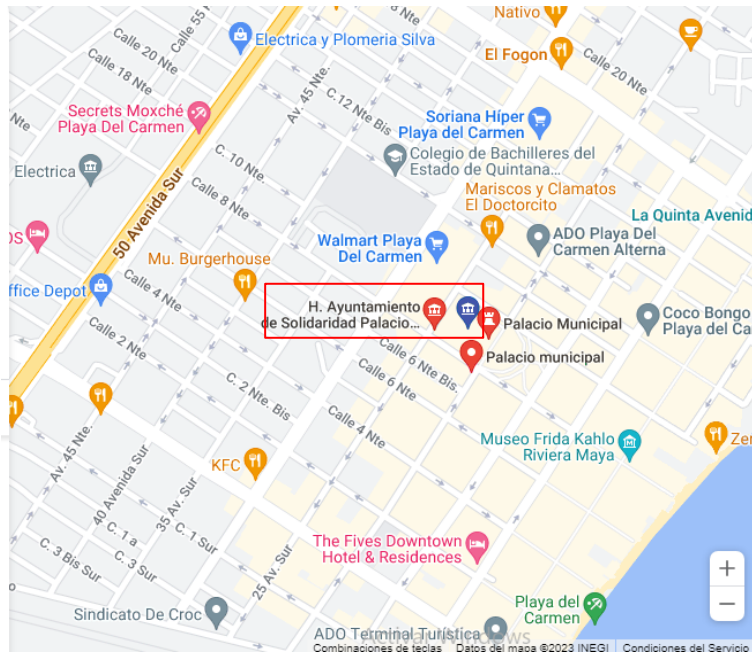 Nativo
Calle 55
Calle 20 Nte.
Electrica y Plomeria Silva
El Fogon
Calle 20 Nte.
Calle 18 Nte.
Av. 45 Nte.
C.12 Nte Bis
Secrets Moxché
Playa Del Carmen
Soriana Híper
Playa del Carmen
C. 10 Nte.
Colegio de Bachilleres del
Estado de Quintana...
Electrica
Calle 8 Nte.
Mariscos y Clamatos
El Doctorcito
50 Avenida Sur
La Quinta Avenid
OS
Walmart Playa
Del Carmen
ADO Playa Del
Carmen Alterna
Mu. Burgerhouse
Calle 4 Nte.
ffice Depot
H. Ayuntamiento
de Solidaridad Palacio...
Palacio Municipal
Coco Bongo
Playa del Ca
Calle 2 Nte.
Calle 6 Nte Bis.
Palacio municipal
Calle 6 Nte.
C. 2 Nte. Bis
Calle 4 Nte
Museo Frida Kahlo
Riviera Maya
Zen
Av. 45 Nte.
KFC
40 Avenida Sur
35 Av. Sur
C. 1 a
C. 1 Sur
C. 3 Bis Sur
25 Av. Sur
The Fives Downtown
Hotel & Residences
+
−
Playa del
Carmen
Sindicato De Croc
ADO Terminal Turística
Activar Windows
Combinaciones de teclas Datos del mapa ©2023 INEGI Condiciones del Servicio